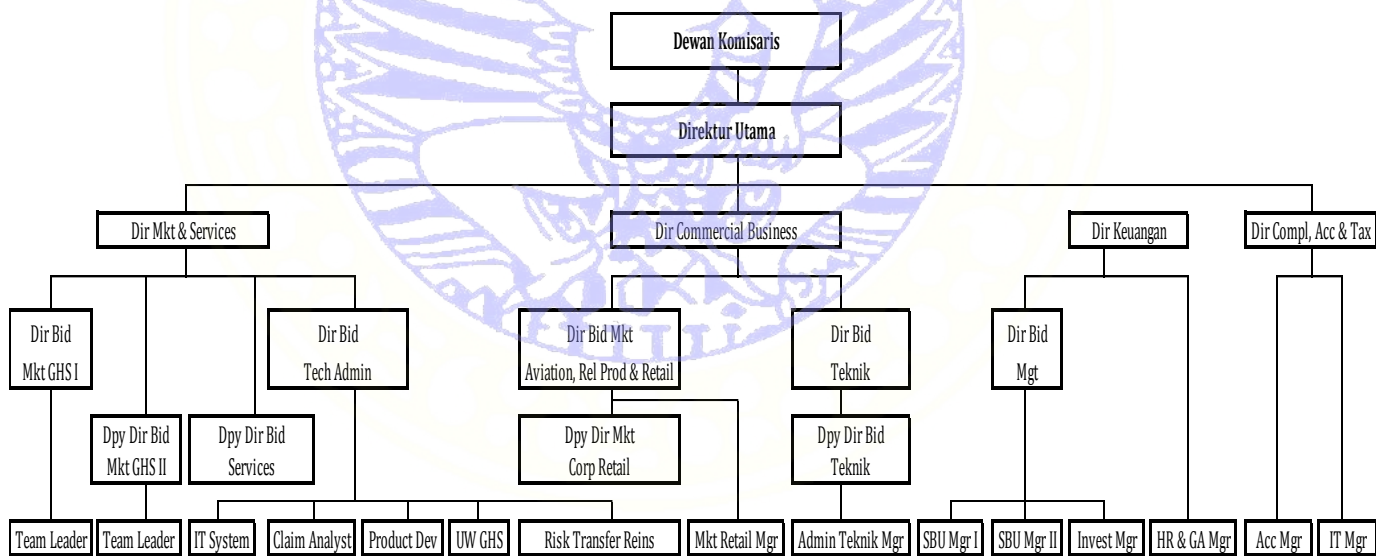 Dewan Komisaris
Direktur Utama
Dir Mkt & Services
Dir Commercial Business
Dir Keuangan
Dir Compl, Acc & Tax
Dir Bid
Mkt GHS I
Dir Bid
Tech Admin
Dir Bid Mkt
Aviation, Rel Prod & Retail
Dir Bid
Teknik
Dir Bid
Mgt
Dpy Dir Bid
Mkt GHS II
Dpy Dir Bid
Services
Dpy Dir Mkt
Corp Retail
Dpy Dir Bid
Teknik
Team Leader
Team Leader
IT System
Claim Analyst
Product Dev
UW GHS
Risk Transfer Reins
Mkt Retail Mgr
Admin Teknik Mgr
SBU Mgr I
SBU Mgr II
Invest Mgr
HR & GA Mgr
Acc Mgr
IT Mgr